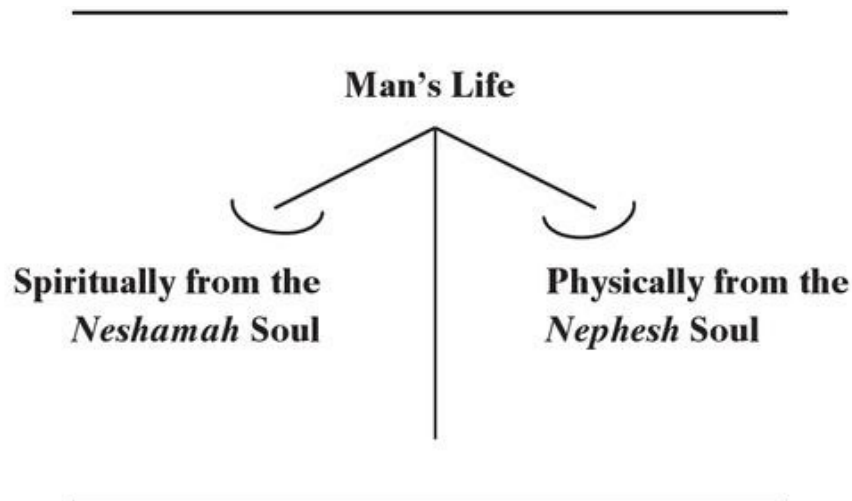 Man’s Life
Spiritually from the
Neshamah Soul
Physically from the
Nephesh Soul